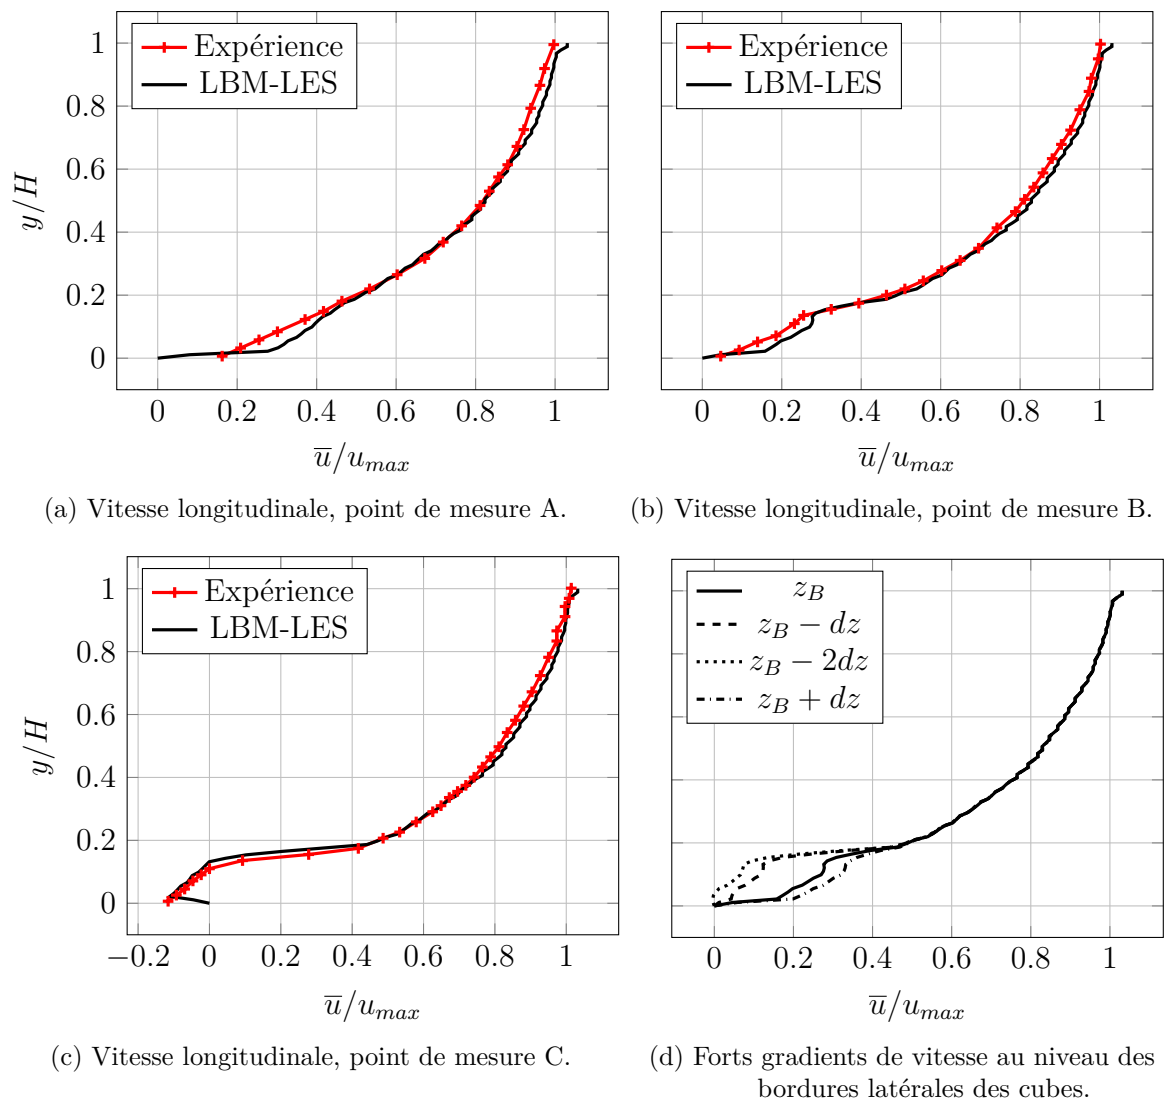 Expérience
LBM-LES
1
0.8
0.6
0.4
0.2
0
y/H
0 0.2 0.4 0.6 0.8 1
u̅/u_max
(a) Vitesse longitudinale, point de mesure A.
Expérience
LBM-LES
0 0.2 0.4 0.6 0.8 1
u̅/u_max
(b) Vitesse longitudinale, point de mesure B.
Expérience
LBM-LES
1
0.8
0.6
0.4
0.2
0
y/H
−0.2 0 0.2 0.4 0.6 0.8 1
u̅/u_max
(c) Vitesse longitudinale, point de mesure C.
z_B
z_B − dz
z_B − 2dz
z_B + dz
0 0.2 0.4 0.6 0.8 1
u̅/u_max
(d) Forts gradients de vitesse au niveau des
bordures latérales des cubes.